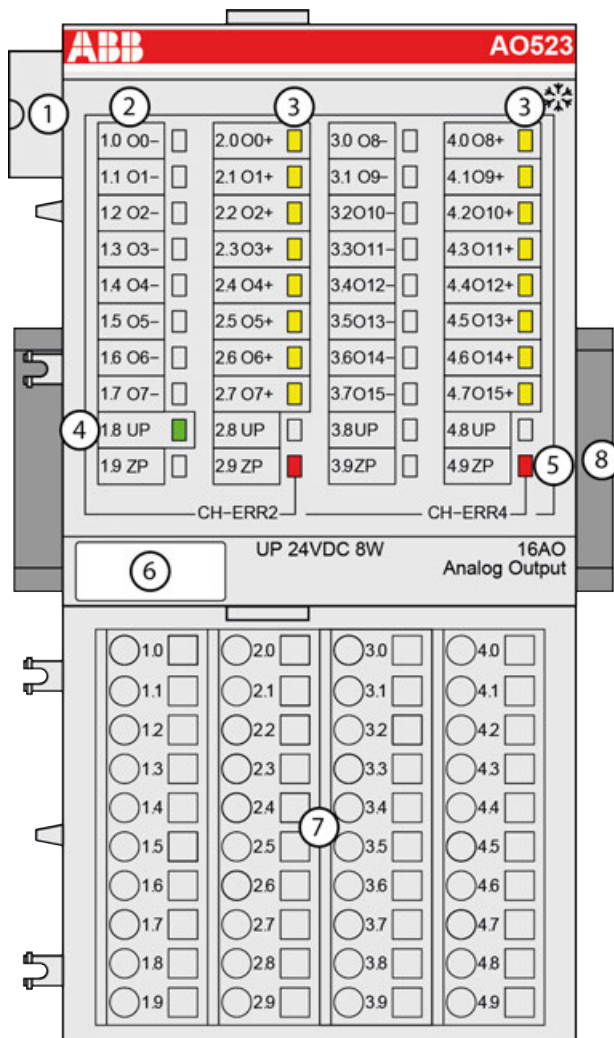 ABB AO523
1 2 3 3
1.0 O0- 2.0 O0+ 3.0 O8- 4.0 O8+
1.1 O1- 2.1 O1+ 3.1 O9- 4.1 O9+
1.2 O2- 2.2 O2+ 3.2 O10- 4.2 O10+
1.3 O3- 2.3 O3+ 3.3 O11- 4.3 O11+
1.4 O4- 2.4 O4+ 3.4 O12- 4.4 O12+
1.5 O5- 2.5 O5+ 3.5 O13- 4.5 O13+
1.6 O6- 2.6 O6+ 3.6 O14- 4.6 O14+
1.7 O7- 2.7 O7+ 3.7 O15- 4.7 O15+
4 1.8 UP 2.8 UP 3.8 UP 4.8 UP
1.9 ZP 2.9 ZP 3.9 ZP 4.9 ZP 5 8
CH-ERR2 CH-ERR4
6 UP 24VDC 8W 16AO
Analog Output
1.0 2.0 3.0 4.0
1.1 2.1 3.1 4.1
1.2 2.2 3.2 4.2
1.3 2.3 3.3 4.3
1.4 2.4 3.4 4.4
7
1.5 2.5 3.5 4.5
1.6 2.6 3.6 4.6
1.7 2.7 3.7 4.7
1.8 2.8 3.8 4.8
1.9 2.9 3.9 4.9